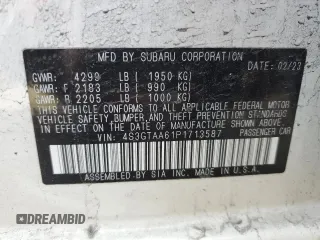 MFD BY SUBARU CORPORATION
DATE 03/23
GVWR: 4299 LB (1950 KG)
GAWR F 2183 LB (990 KG)
GAWR R 2205 LB (1000 KG)
THIS VEHICLE CONFORMS TO ALL APPLICABLE FEDERAL MOTOR
VEHICLE SAFETY, BUMPER, AND THEFT PREVENTION STANDARDS
IN EFFECT ON THE DATE OF MANUFACTURE SHOWN ABOVE.
VIN: 4S3GTAA61P1713587 PASSENGER CAR
ASSEMBLED BY SIA INC. MADE IN U.S.A.